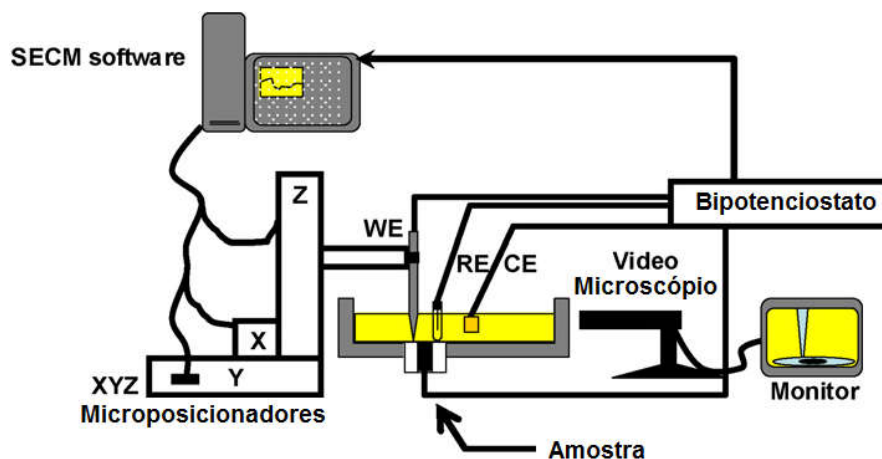 SECM software
Z
Bipotenciostato
WE
RE
CE
Video
Microscópio
X
Y
XYZ
Microposicionadores
Monitor
Amostra